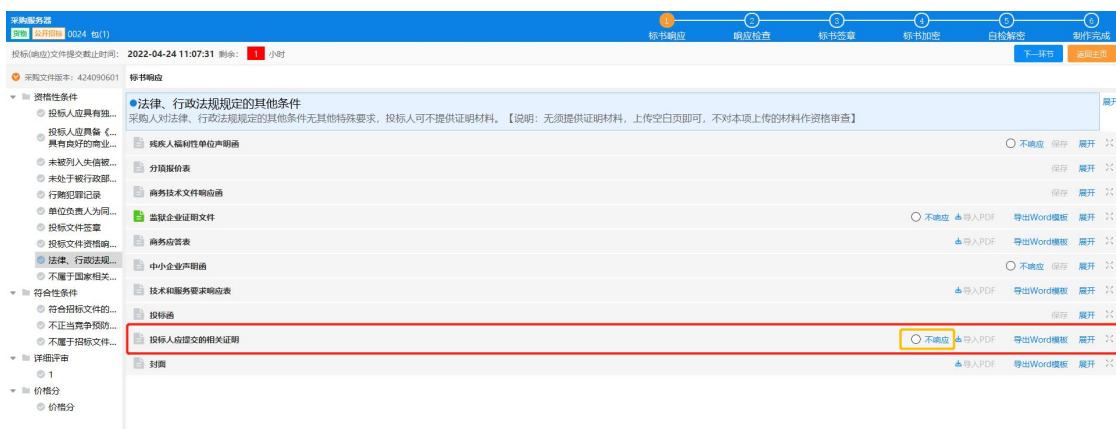 采购服务器
货物 公开招标 0024 包(1)
1 2 3 4 5 6
标书响应 响应检查 标书签章 标书加密 自检解密 制作完成
投标(响应)文件提交截止时间: 2022-04-24 11:07:31 剩余: 1 小时
下一环节 返回主页
采购文件版本: 424090601 标书响应
资格性条件
投标人应具有独...
投标人应具备《...
具有良好的商业...
未被列入失信被...
未处于被行政部...
行贿犯罪记录
单位负责人为同...
投标文件签章
投标文件资格响...
法律、行政法规...
不属于国家相关...
符合性条件
符合招标文件的...
不正当竞争预防...
不属于招标文件...
详细评审
1
价格分
价格分
●法律、行政法规规定的其他条件 展开
采购人对法律、行政法规规定的其他条件无其他特殊要求，投标人可不提供证明材料。【说明：无须提供证明材料，上传空白页即可，不对本项上传的材料作资格审查】
残疾人福利性单位声明函 不响应 保存 展开
分项报价表 保存 展开
商务技术文件响应函 保存 展开
监狱企业证明文件 不响应 导入PDF 导出Word模板 展开
商务应答表 导入PDF 导出Word模板 展开
中小企业声明函 不响应 保存 展开
技术和服务要求响应表 导入PDF 导出Word模板 展开
投标函 保存 展开
投标人应提交的相关证明 不响应 导入PDF 导出Word模板 展开
封面 导入PDF 导出Word模板 展开